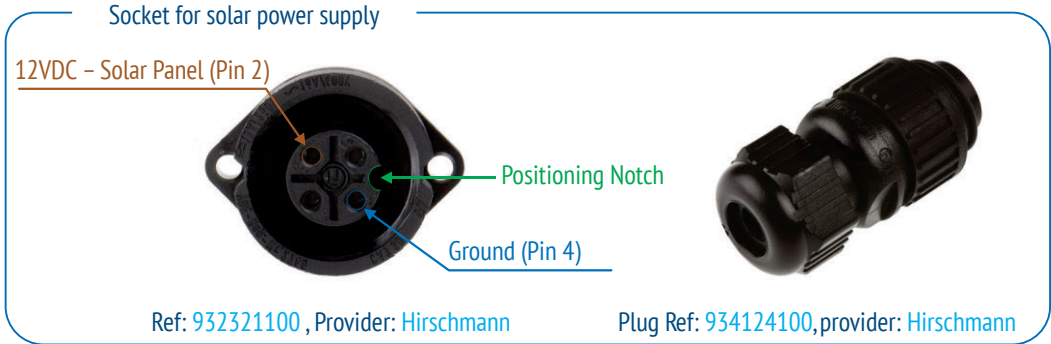 Socket for solar power supply
12VDC – Solar Panel (Pin 2)
Positioning Notch
Ground (Pin 4)
Ref: 932321100 , Provider: Hirschmann
Plug Ref: 934124100,provider: Hirschmann